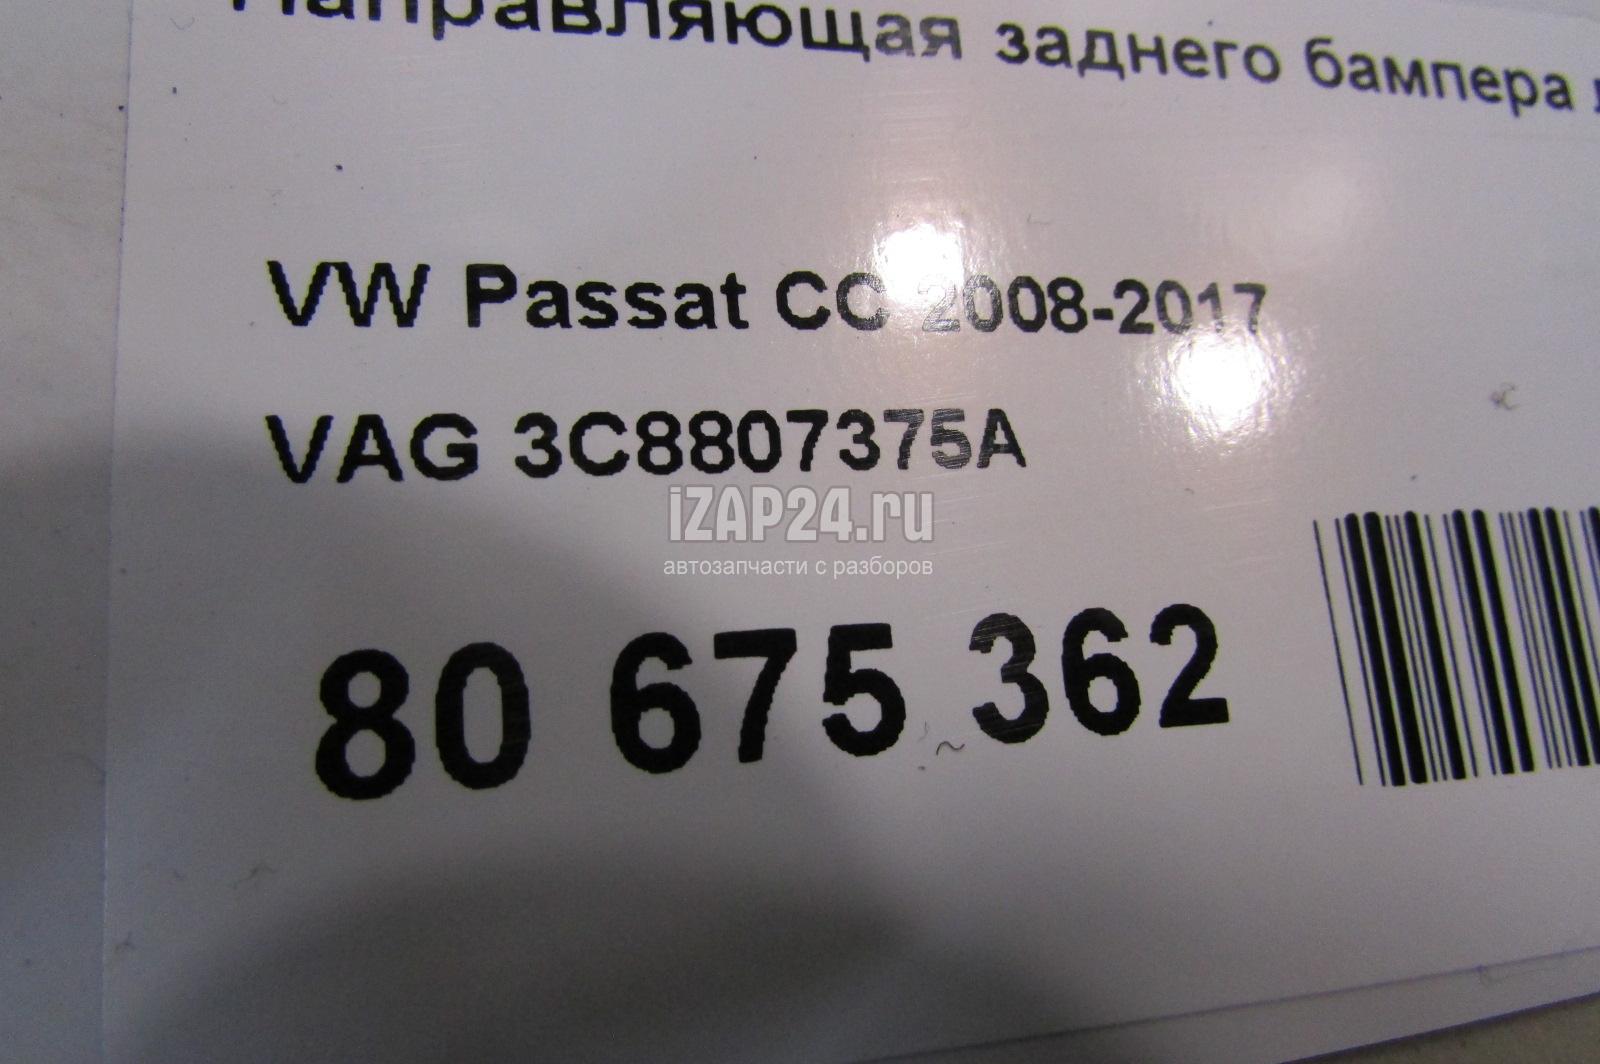 Направляющая заднего бампера
VW Passat CC 2008-2017
VAG 3C8807375A
iZAP24.ru
автозапчасти с разборов
80 675 362